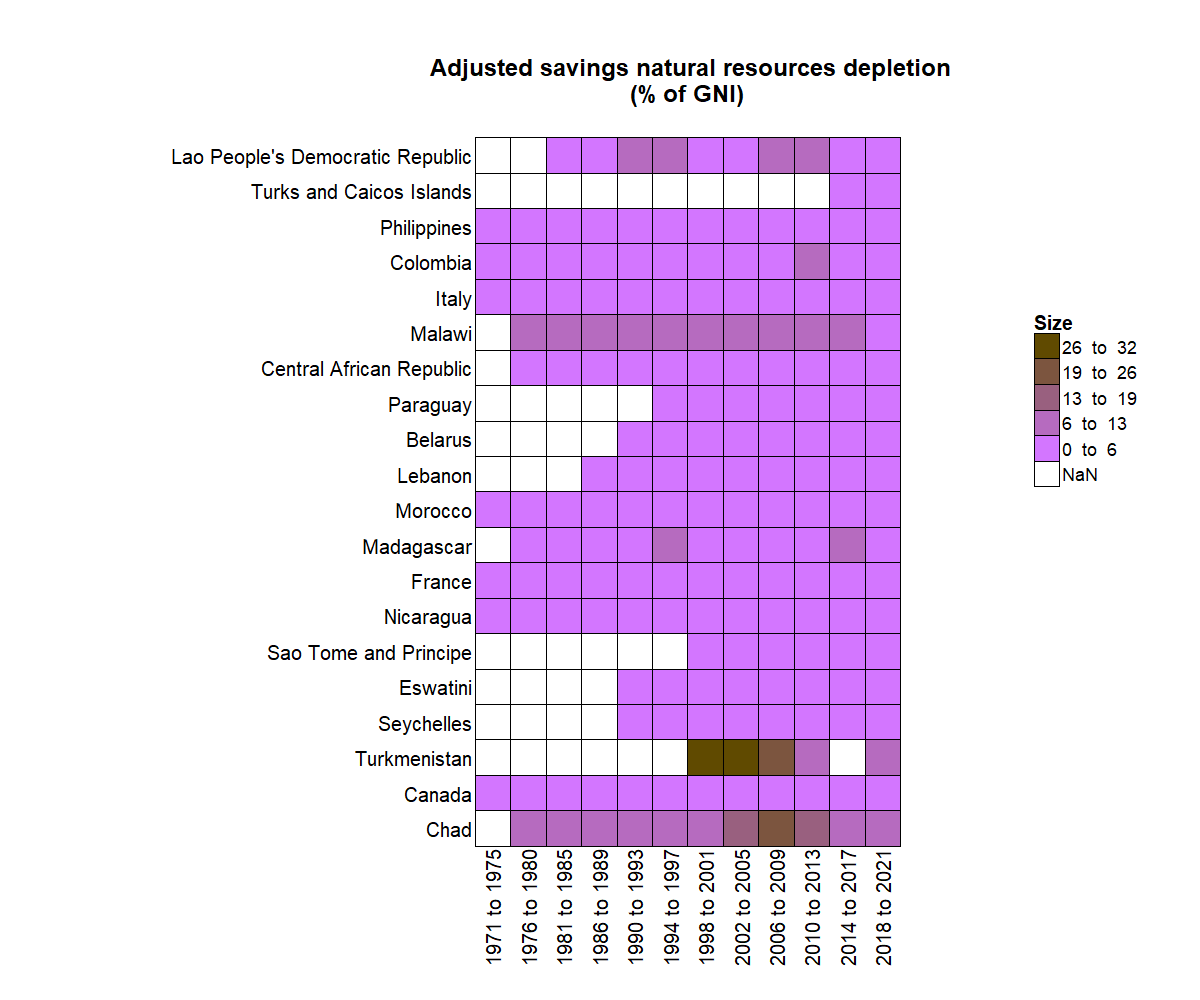 Adjusted savings natural resources depletion
(% of GNI)
Lao People's Democratic Republic
Turks and Caicos Islands
Philippines
Colombia
Italy
Malawi
Central African Republic
Paraguay
Belarus
Lebanon
Morocco
Madagascar
France
Nicaragua
Sao Tome and Principe
Eswatini
Seychelles
Turkmenistan
Canada
Chad
1971 to 1975
1976 to 1980
1981 to 1985
1986 to 1989
1990 to 1993
1994 to 1997
1998 to 2001
2002 to 2005
2006 to 2009
2010 to 2013
2014 to 2017
2018 to 2021
Size
26 to 32
19 to 26
13 to 19
6 to 13
0 to 6
NaN